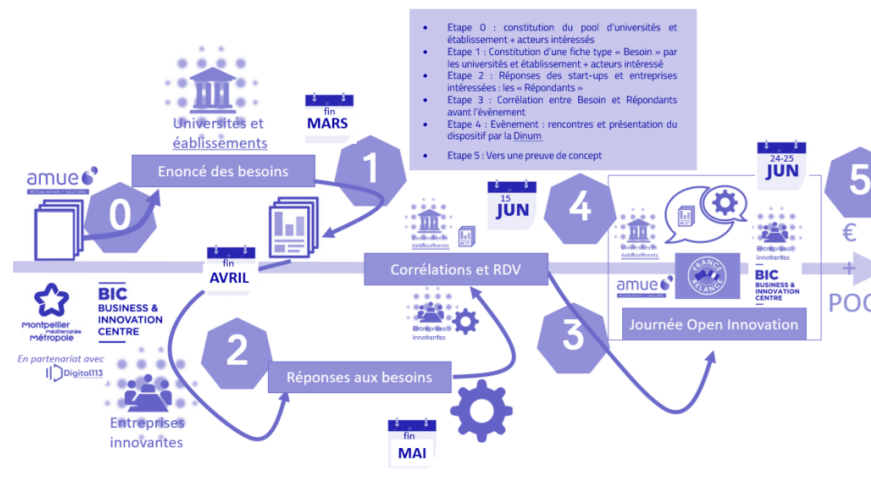 Etape 0 : constitution du pool d'universités et
établissement + acteurs intéressés
Etape 1 : Constitution d'une fiche type « Besoin » par
les universités et établissement + acteurs intéressé
Etape 2 : Réponses des start-ups et entreprises
intéressées : les « Répondants »
Etape 3 : Corrélation entre Besoin et Répondants
avant l'évènement
Etape 4 : Evènement : rencontres et présentation du
dispositif par la Dinum
Etape 5 : Vers une preuve de concept
Universités et
établissements
fin
MARS
Enoncé des besoins
1
amue
0
fin
AVRIL
15
JUN
4
24-25
JUN
5
€
+
POC
Corrélations et RDV
Entreprises
innovantes
établissements
Entreprises
innovantes
amue
FRANCE
RELANCE
BIC
BUSINESS &
INNOVATION
CENTRE
Journée Open Innovation
3
Montpellier
Méditerranée
Métropole
BIC
BUSINESS &
INNOVATION
CENTRE
En partenariat avec
Digital113
2
Réponses aux besoins
Entreprises
innovantes
fin
MAI